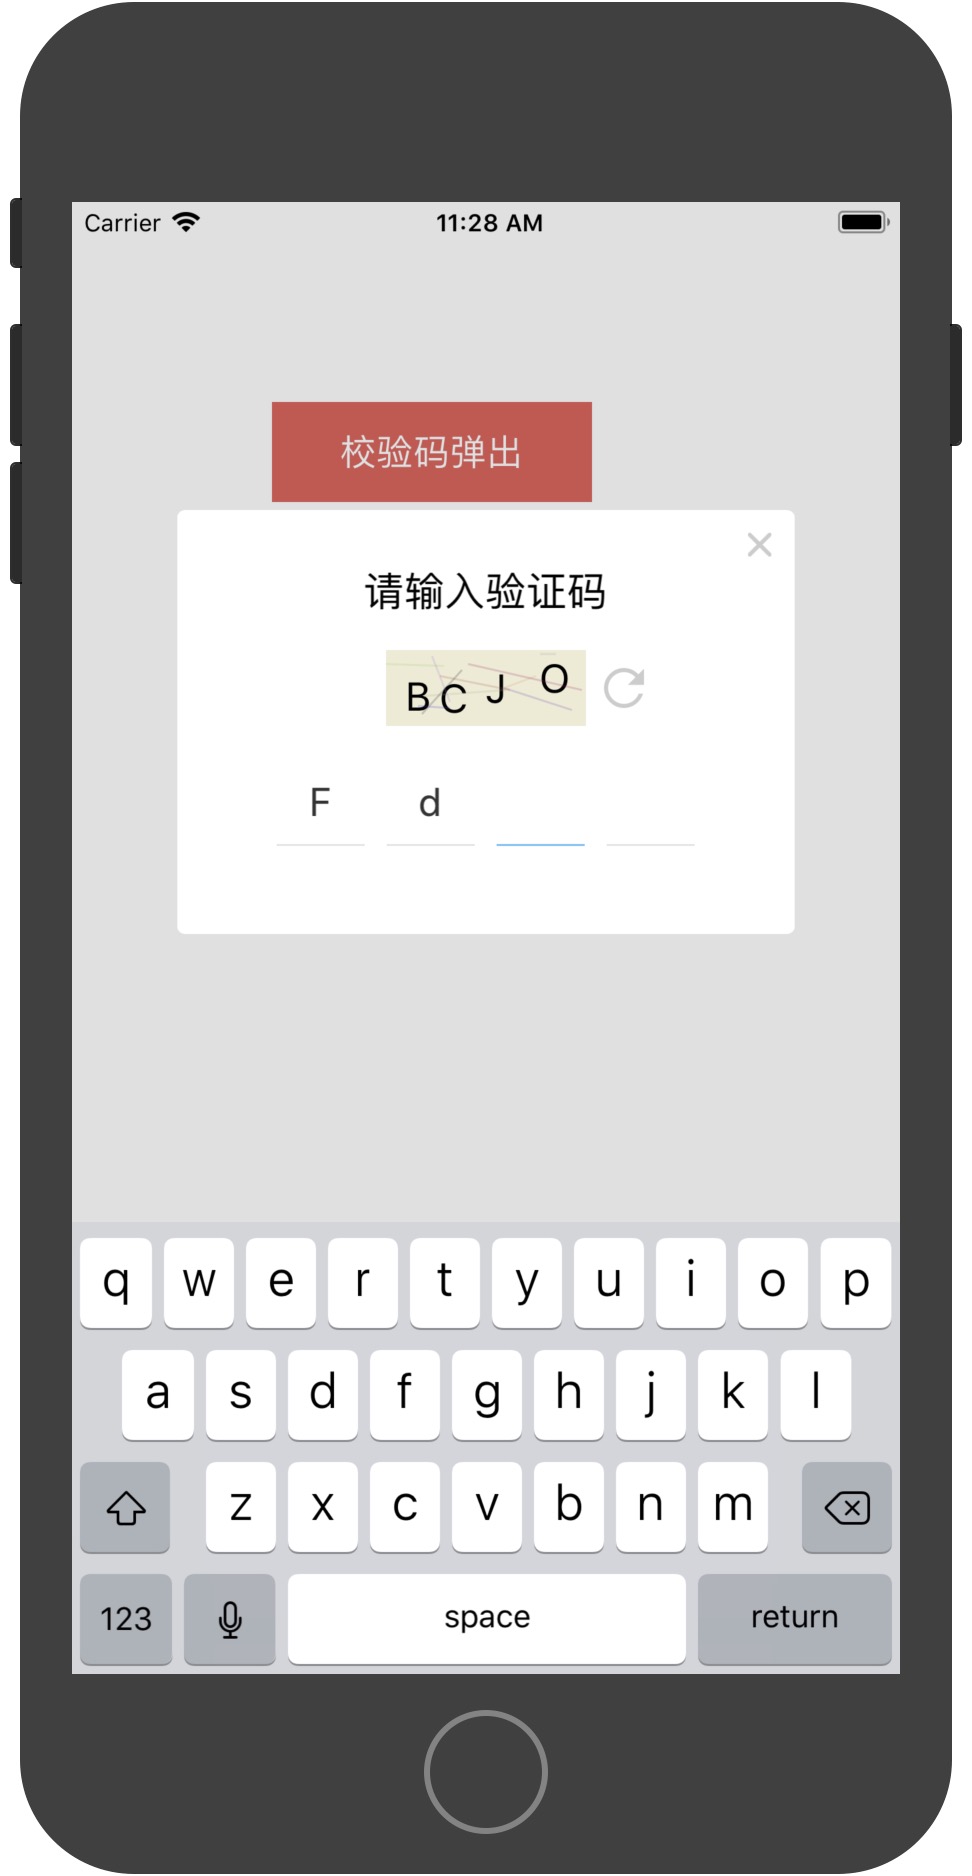 Carrier 11:28 AM
校验码弹出
请输入验证码
B C J O
F d
q w e r t y u i o p
a s d f g h j k l
z x c v b n m
123 space return